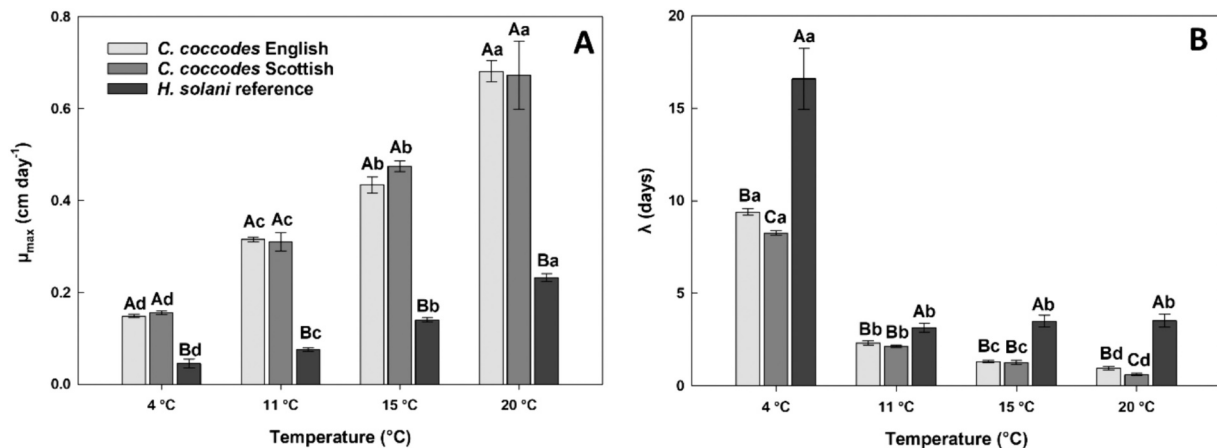 A
C. coccodes English
C. coccodes Scottish
H. solani reference
0.8
0.6
0.4
0.2
0.0
μmax (cm day⁻¹)
Ad Ad Bd
Ac Ac Bc
Ab Ab Bb
Aa Aa Ba
4 °C 11 °C 15 °C 20 °C
Temperature (°C)
B
20
15
10
5
0
λ (days)
Ba Ca Aa
Bb Bb Ab
Bc Bc Ab
Bd Cd Ab
4 °C 11 °C 15 °C 20 °C
Temperature (°C)